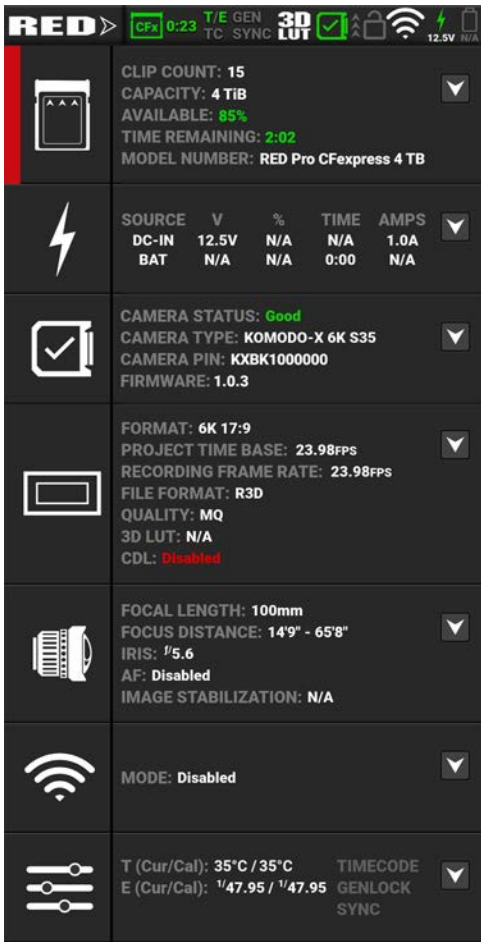 RED
CFx 0:23 T/E TC GEN SYNC 3D LUT 12.5V N/A
CLIP COUNT: 15
CAPACITY: 4 TiB
AVAILABLE: 85%
TIME REMAINING: 2:02
MODEL NUMBER: RED Pro CFexpress 4 TB
SOURCE V % TIME AMPS
DC-IN 12.5V N/A N/A 1.0A
BAT N/A N/A 0:00 N/A
CAMERA STATUS: Good
CAMERA TYPE: KOMODO-X 6K S35
CAMERA PIN: KXBK1000000
FIRMWARE: 1.0.3
FORMAT: 6K 17:9
PROJECT TIME BASE: 23.98FPS
RECORDING FRAME RATE: 23.98FPS
FILE FORMAT: R3D
QUALITY: MQ
3D LUT: N/A
CDL: Disabled
FOCAL LENGTH: 100mm
FOCUS DISTANCE: 14'9" - 65'8"
IRIS: f/5.6
AF: Disabled
IMAGE STABILIZATION: N/A
MODE: Disabled
T (Cur/Cal): 35°C / 35°C TIMECODE
E (Cur/Cal): 1/47.95 / 1/47.95 GENLOCK
SYNC